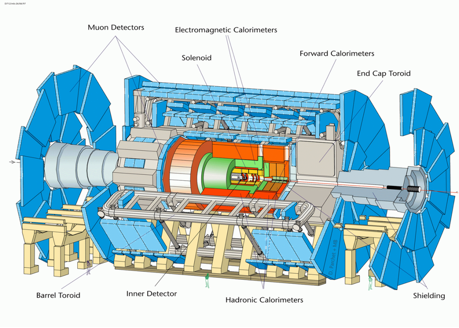 Muon Detectors
Electromagnetic Calorimeters
Solenoid
Forward Calorimeters
End Cap Toroid
Barrel Toroid
Inner Detector
Hadronic Calorimeters
Shielding